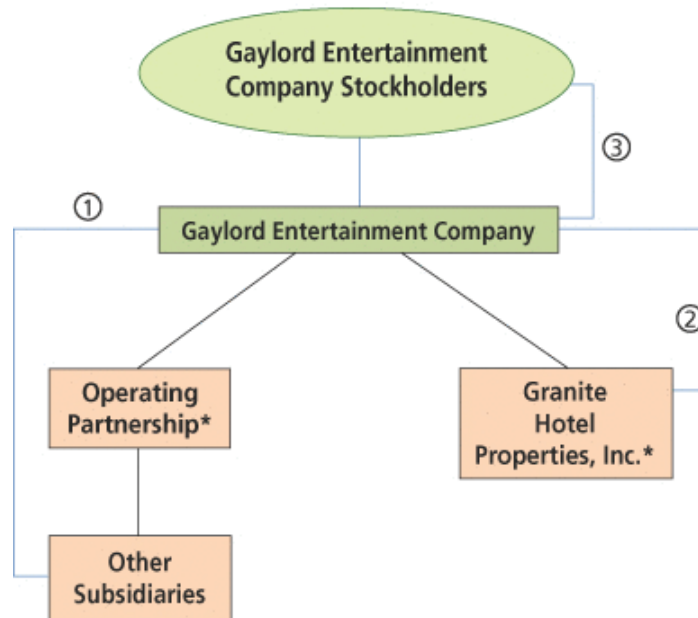 Gaylord Entertainment
Company Stockholders
③
①
Gaylord Entertainment Company
②
Operating
Partnership*
Granite
Hotel
Properties, Inc.*
Other
Subsidiaries